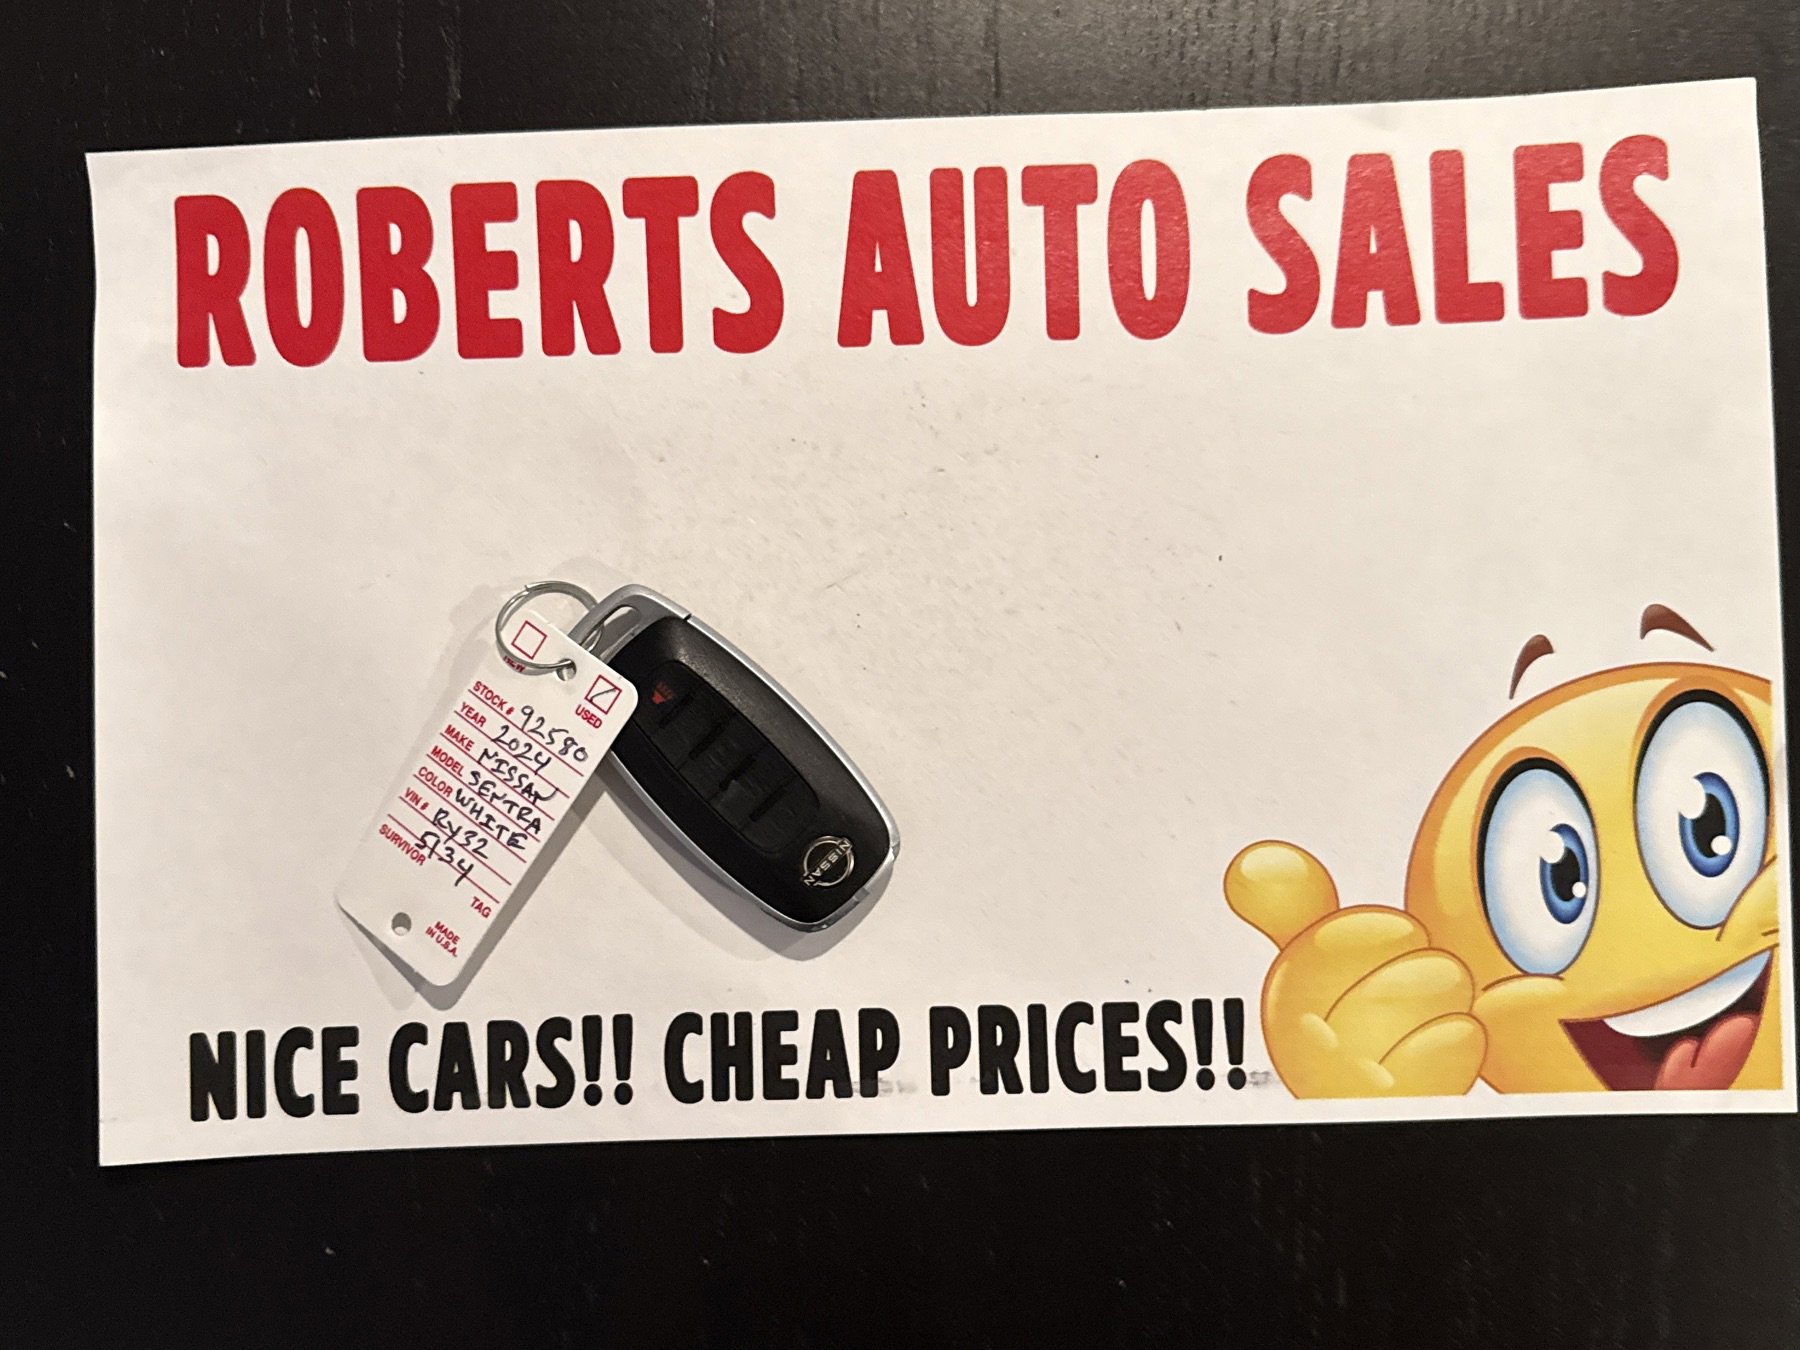 ROBERTS AUTO SALES
USED
STOCK # 92580
YEAR 2024
MAKE NISSAN
MODEL SENTRA
COLOR WHITE
VIN # RY32
5134
SURVIVOR TAG
MADE
IN U.S.A.
NISSAN
NICE CARS!! CHEAP PRICES!!